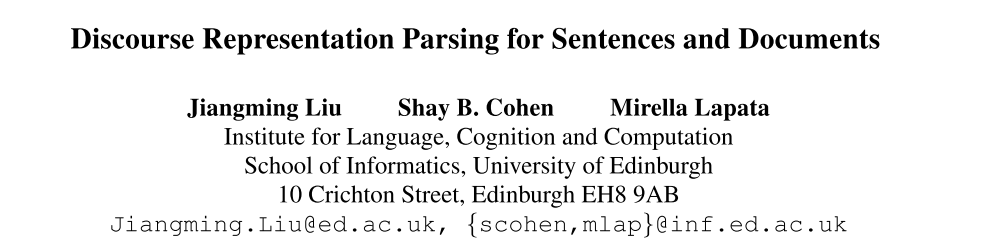 Discourse Representation Parsing for Sentences and Documents
Jiangming Liu Shay B. Cohen Mirella Lapata
Institute for Language, Cognition and Computation
School of Informatics, University of Edinburgh
10 Crichton Street, Edinburgh EH8 9AB
Jiangming.Liu@ed.ac.uk, {scohen,mlap}@inf.ed.ac.uk